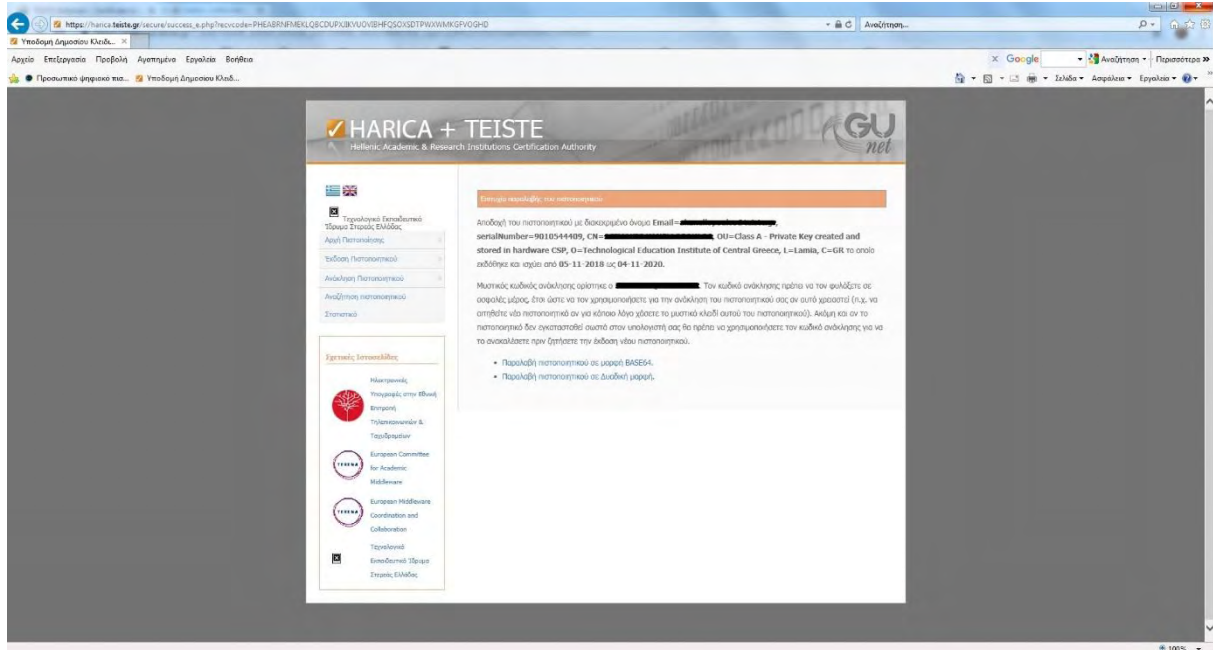 https://harica.teiste.gr/secure/success_e.php?recvcode=PHEABRNFMEKLQBCDUPXJIKVUOVIBHFQSOXSDTPWXWMKGFVOGHD
Αναζήτηση...
Υποδομή Δημοσίου Κλειδι...
Αρχείο Επεξεργασία Προβολή Αγαπημένα Εργαλεία Βοήθεια
x Google Αναζήτηση Περισσότερα »
Προσωπικό ψηφιακό πισ... Υποδομή Δημοσίου Κλειδ...
Σελίδα Ασφάλεια Εργαλεία
HARICA + TEISTE
Hellenic Academic & Research Institutions Certification Authority
GU
net
Τεχνολογικό Εκπαιδευτικό
Ίδρυμα Στερεάς Ελλάδος
Αρχή Πιστοποίησης
Έκδοση Πιστοποιητικού
Ανάκληση Πιστοποιητικού
Αναζήτηση πιστοποιητικού
Στατιστικά
Επιτυχία παραλαβής του πιστοποιητικού
Αποδοχή του πιστοποιητικού με διακεκριμένο όνομα Email=
serialNumber=9010544409, CN=, OU=Class A - Private Key created and
stored in hardware CSP, O=Technological Education Institute of Central Greece, L=Lamia, C=GR το οποίο
εκδόθηκε και ισχύει από 05-11-2018 ως 04-11-2020.
Μυστικός κωδικός ανάκλησης ορίστηκε ο . Τον κωδικό ανάκλησης πρέπει να τον φυλάξετε σε
ασφαλές μέρος, έτσι ώστε να τον χρησιμοποιήσετε για την ανάκληση του πιστοποιητικού σας αν αυτό χρειαστεί (π.χ. να
αιτηθείτε νέο πιστοποιητικό αν για κάποιο λόγο χάσετε το μυστικό κλειδί αυτού του πιστοποιητικού). Ακόμη και αν το
πιστοποιητικό δεν εγκατασταθεί σωστά στον υπολογιστή σας θα πρέπει να χρησιμοποιήσετε τον κωδικό ανάκλησης για να
το ανακαλέσετε πριν ζητήσετε την έκδοση νέου πιστοποιητικού.
• Παραλαβή πιστοποιητικού σε μορφή BASE64.
• Παραλαβή πιστοποιητικού σε Δυαδική μορφή.
Σχετικές Ιστοσελίδες
Ηλεκτρονικές
Υπογραφές στην Εθνική
Επιτροπή
Τηλεπικοινωνιών &
Ταχυδρομείων
TERENA
European Committee
for Academic
Middleware
TERENA
European Middleware
Coordination and
Collaboration
Τεχνολογικό
Εκπαιδευτικό Ίδρυμα
Στερεάς Ελλάδος
100%